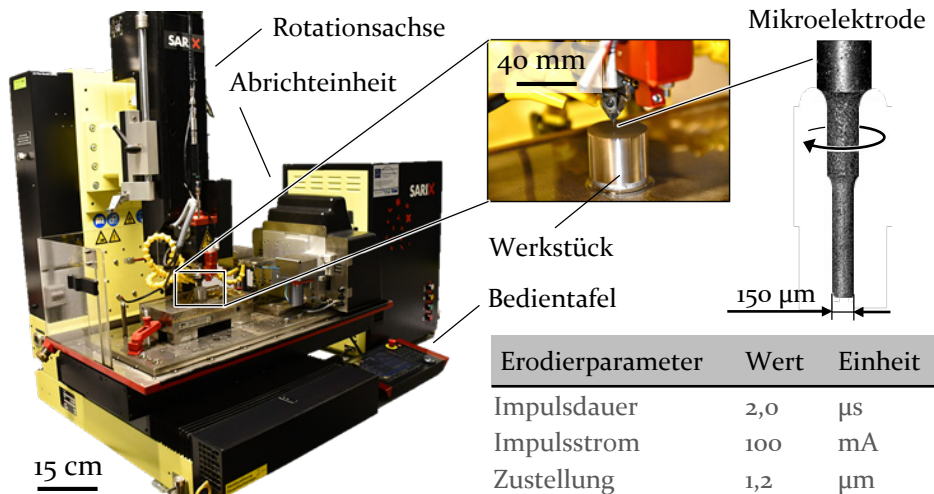 Rotationsachse
Abrichteinheit
SARIX
SARIX
40 mm
Mikroelektrode
Werkstück
Bedientafel
150 µm
15 cm
Erodierparameter Wert Einheit
Impulsdauer 2,0 µs
Impulsstrom 100 mA
Zustellung 1,2 µm